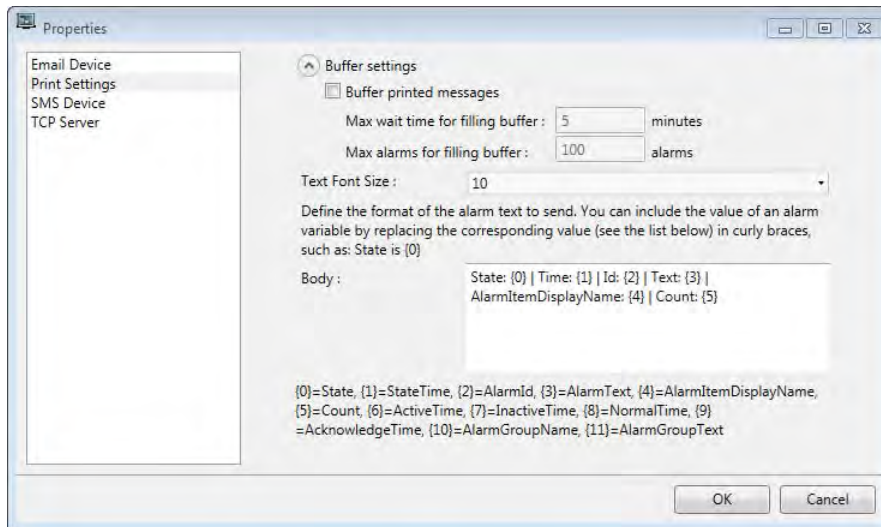 Properties
Email Device
Print Settings
SMS Device
TCP Server
Buffer settings
Buffer printed messages
Max wait time for filling buffer : 5 minutes
Max alarms for filling buffer : 100 alarms
Text Font Size : 10
Define the format of the alarm text to send. You can include the value of an alarm
variable by replacing the corresponding value (see the list below) in curly braces,
such as: State is {0}
Body : State: {0} | Time: {1} | Id: {2} | Text: {3} |
AlarmItemDisplayName: {4} | Count: {5}
{0}=State, {1}=StateTime, {2}=AlarmId, {3}=AlarmText, {4}=AlarmItemDisplayName,
{5}=Count, {6}=ActiveTime, {7}=InactiveTime, {8}=NormalTime, {9}
=AcknowledgeTime, {10}=AlarmGroupName, {11}=AlarmGroupText
OK Cancel